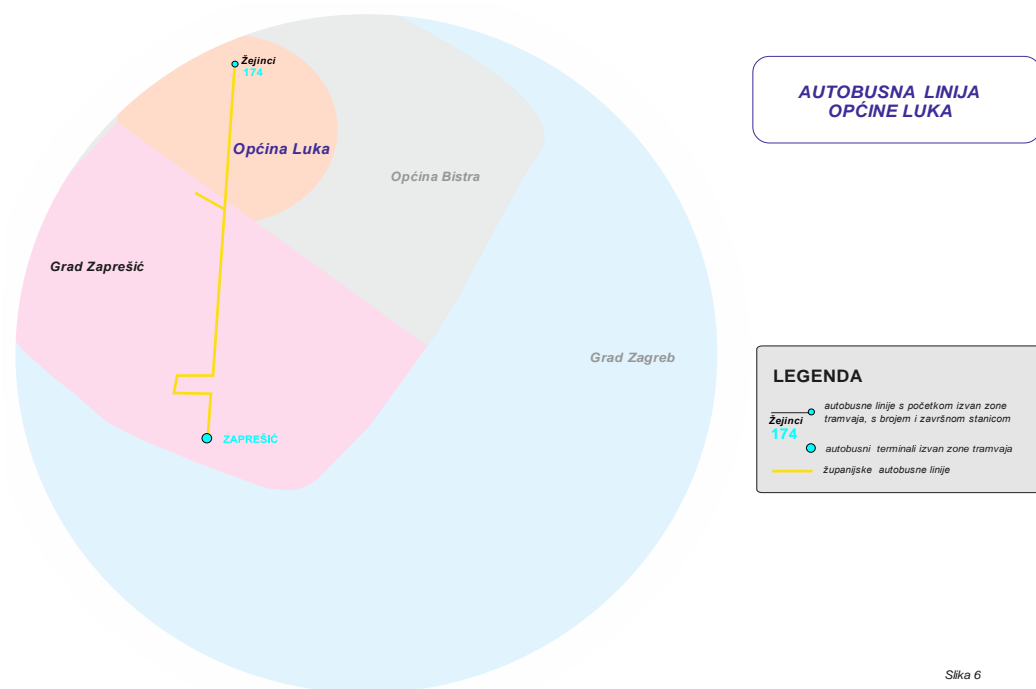 Žejinci
174
AUTOBUSNA LINIJA
OPĆINE LUKA
Općina Luka
Općina Bistra
Grad Zaprešić
Grad Zagreb
ZAPREŠIĆ
LEGENDA
autobusne linije s početkom izvan zone
tramvaja, s brojem i završnom stanicom
Žejinci
174
autobusni terminali izvan zone tramvaja
županijske autobusne linije
Slika 6